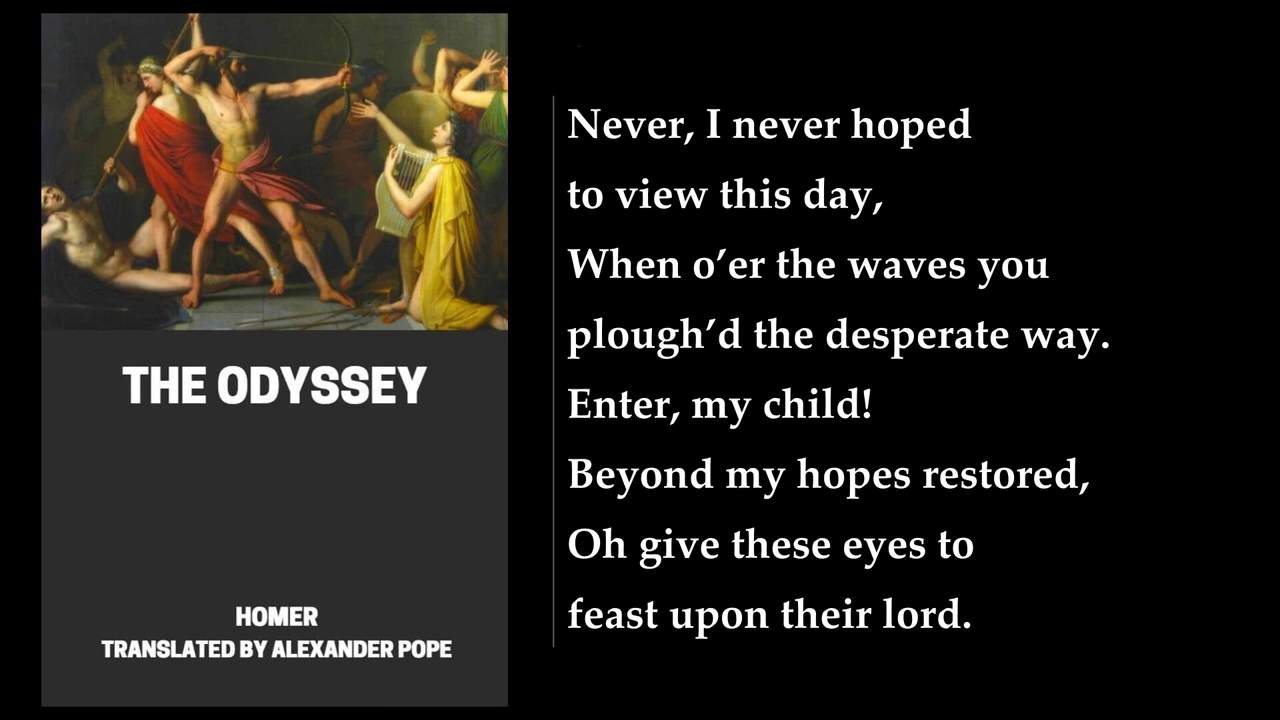 THE ODYSSEY
HOMER
TRANSLATED BY ALEXANDER POPE
Never, I never hoped
to view this day,
When o’er the waves you
plough’d the desperate way.
Enter, my child!
Beyond my hopes restored,
Oh give these eyes to
feast upon their lord.